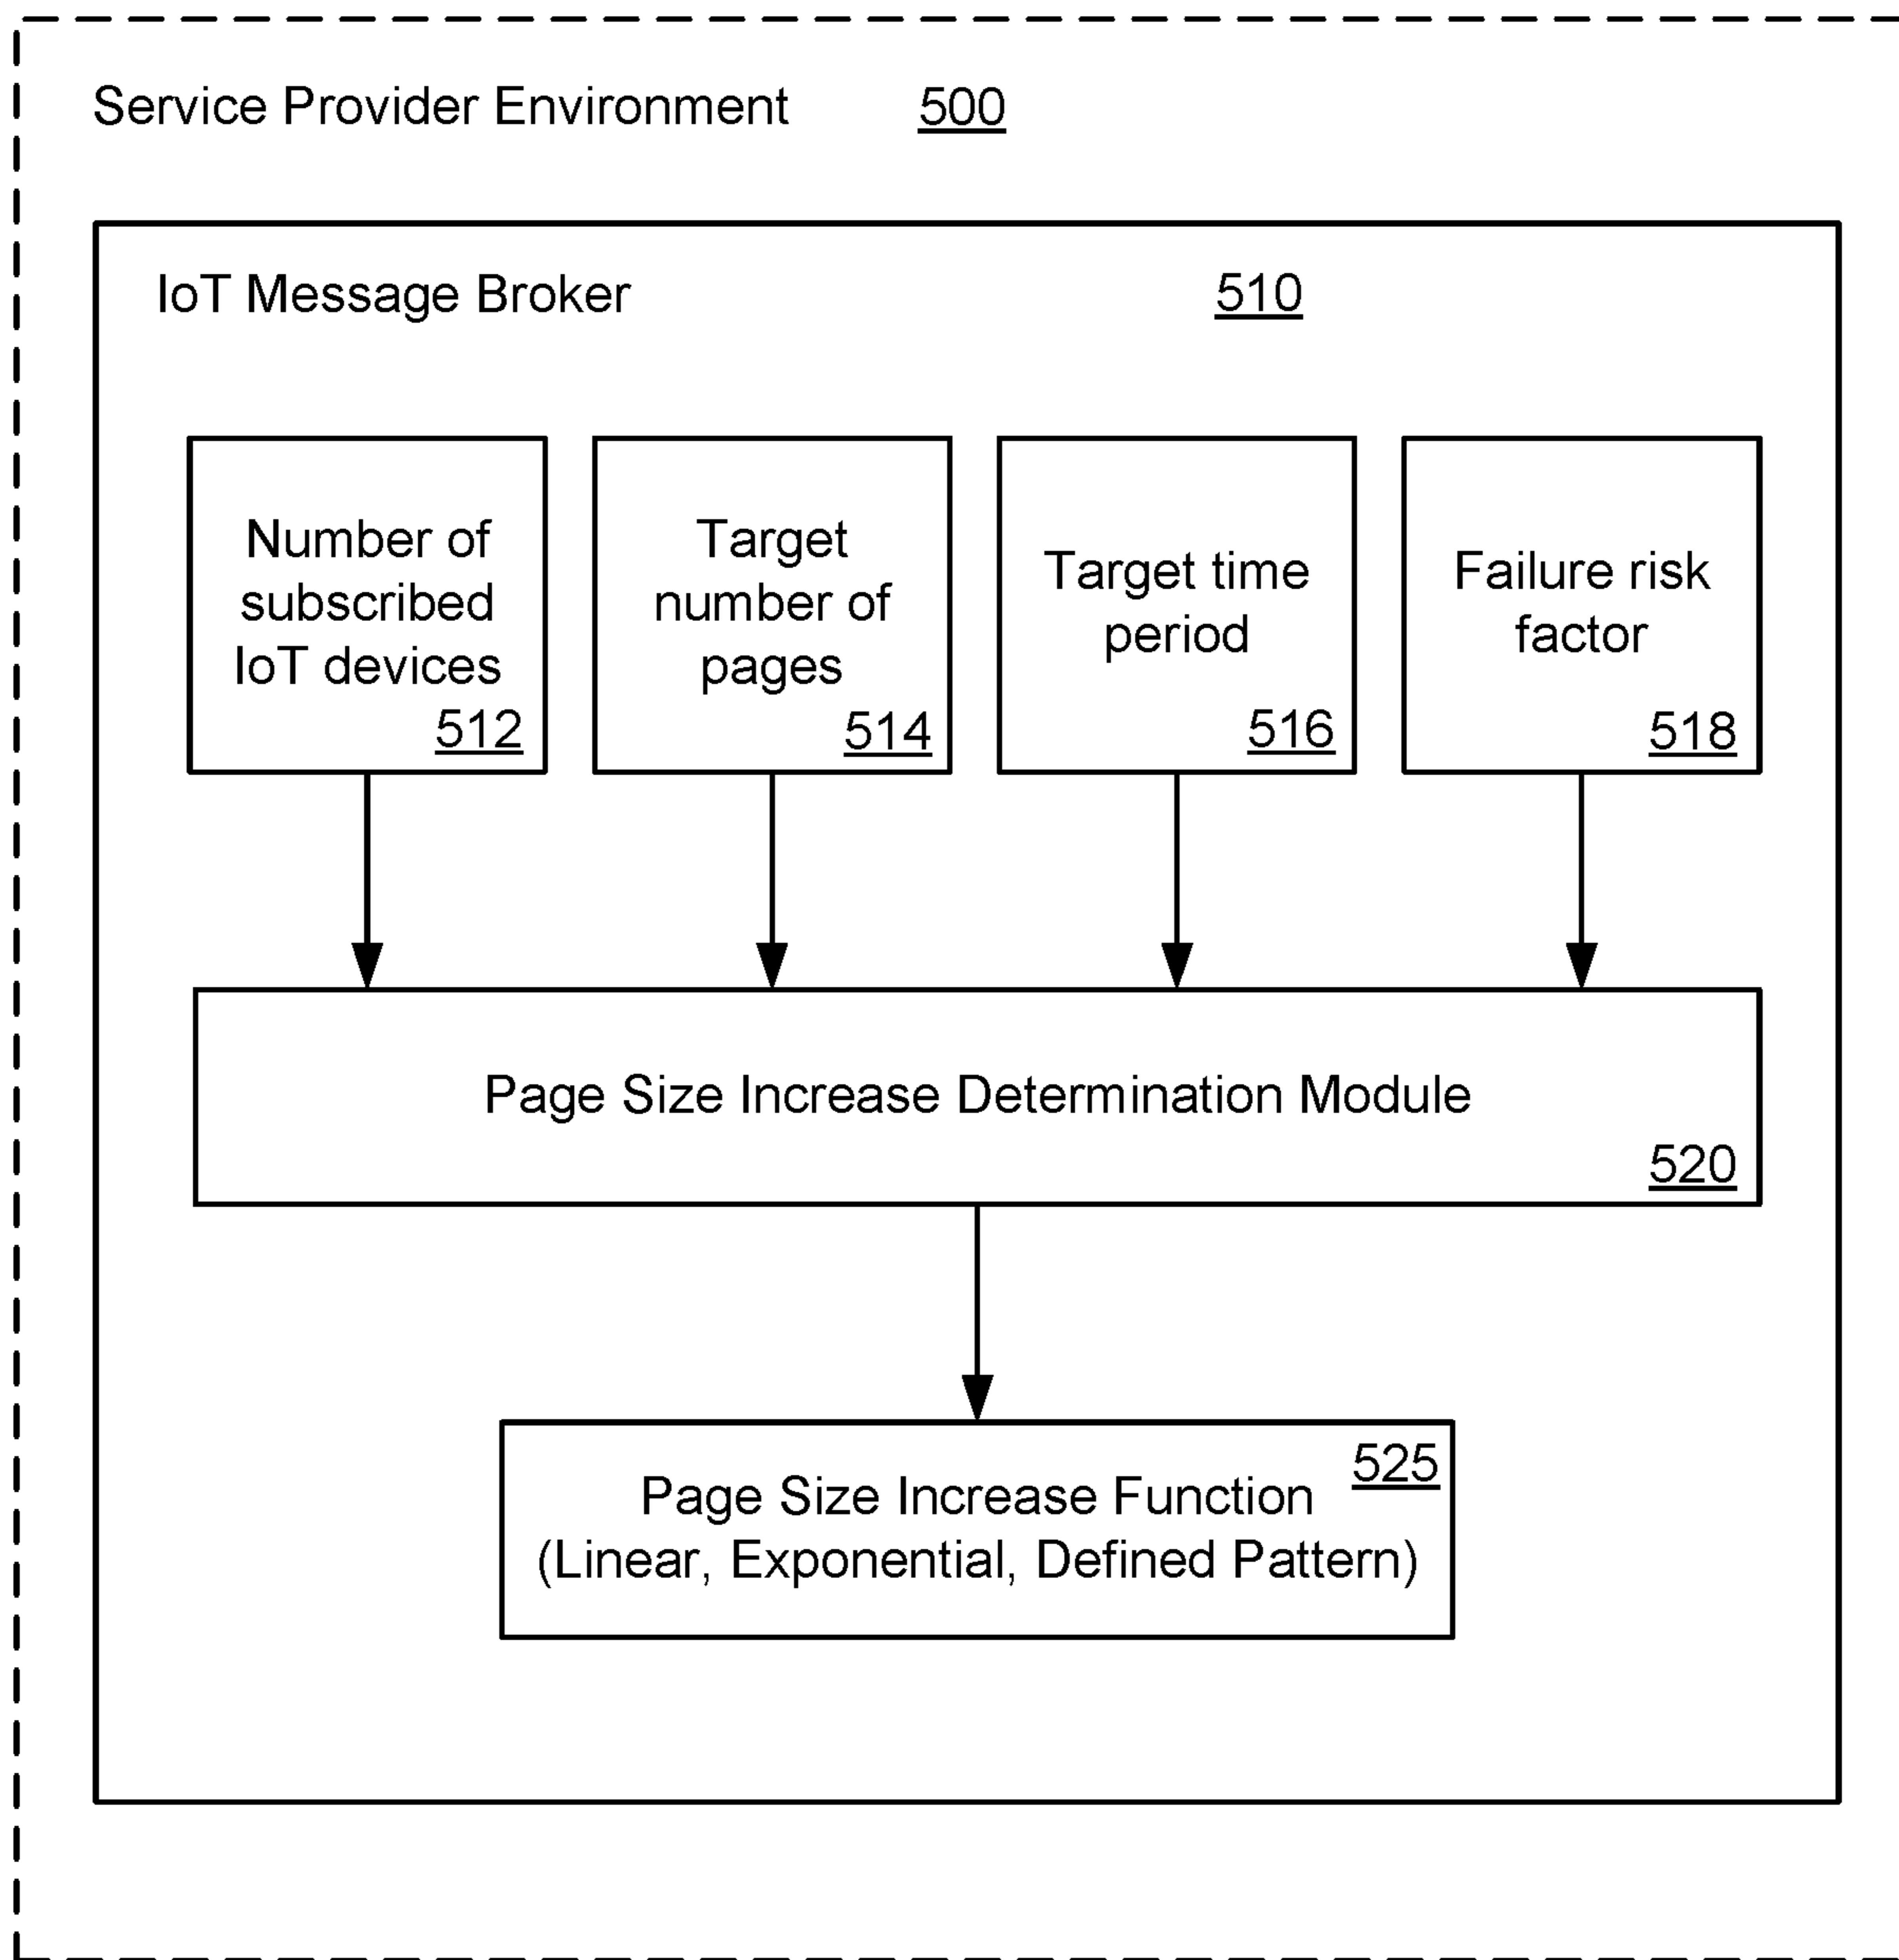 Service Provider Environment 500
IoT Message Broker 510
Number of
subscribed
IoT devices
512
Target
number of
pages
514
Target time
period
516
Failure risk
factor
518
Page Size Increase Determination Module
520
525
Page Size Increase Function
(Linear, Exponential, Defined Pattern)